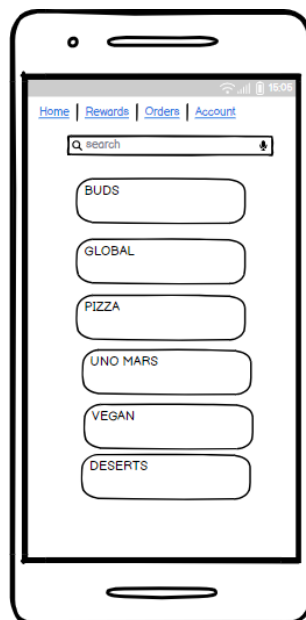 15:05
Home | Rewards | Orders | Account
search
BUDS
GLOBAL
PIZZA
UNO MARS
VEGAN
DESERTS